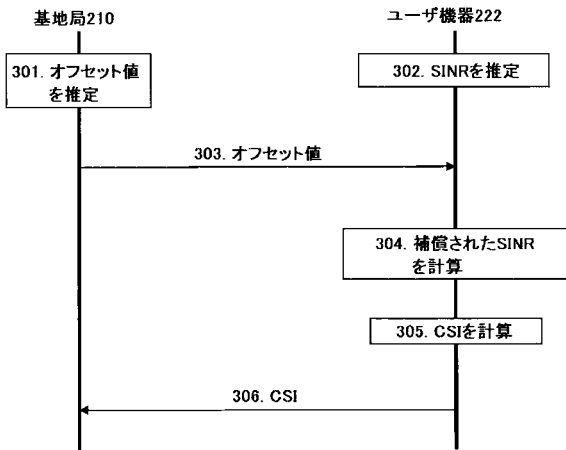 基地局210
ユーザ機器222
301. オフセット値
を推定
302. SINRを推定
303. オフセット値
304. 補償されたSINR
を計算
305. CSIを計算
306. CSI